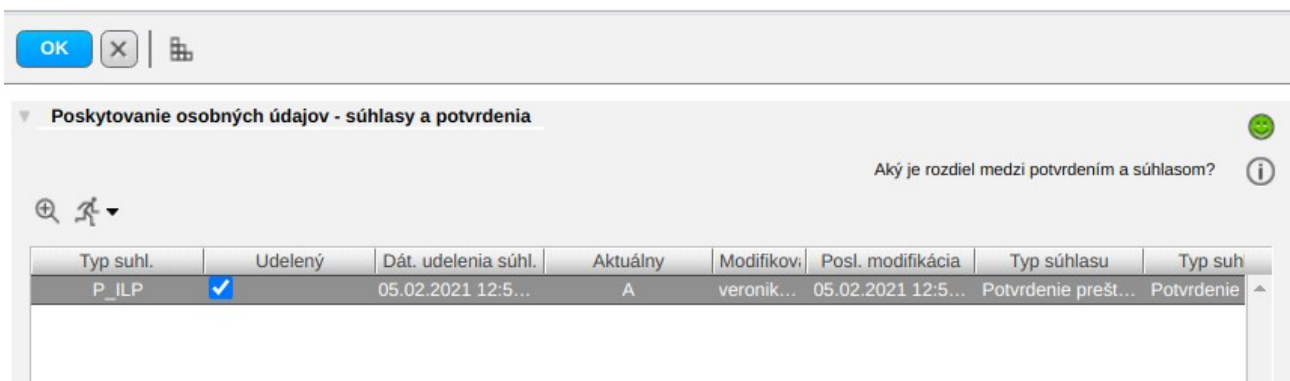 OK
Poskytovanie osobných údajov - súhlasy a potvrdenia
Aký je rozdiel medzi potvrdením a súhlasom?
Typ suhl. Udelený Dát. udelenia súhl. Aktuálny Modifikova Posl. modifikácia Typ súhlasu Typ suh
P_ILP 05.02.2021 12:5... A veronik... 05.02.2021 12:5... Potvrdenie prešt... Potvrdenie